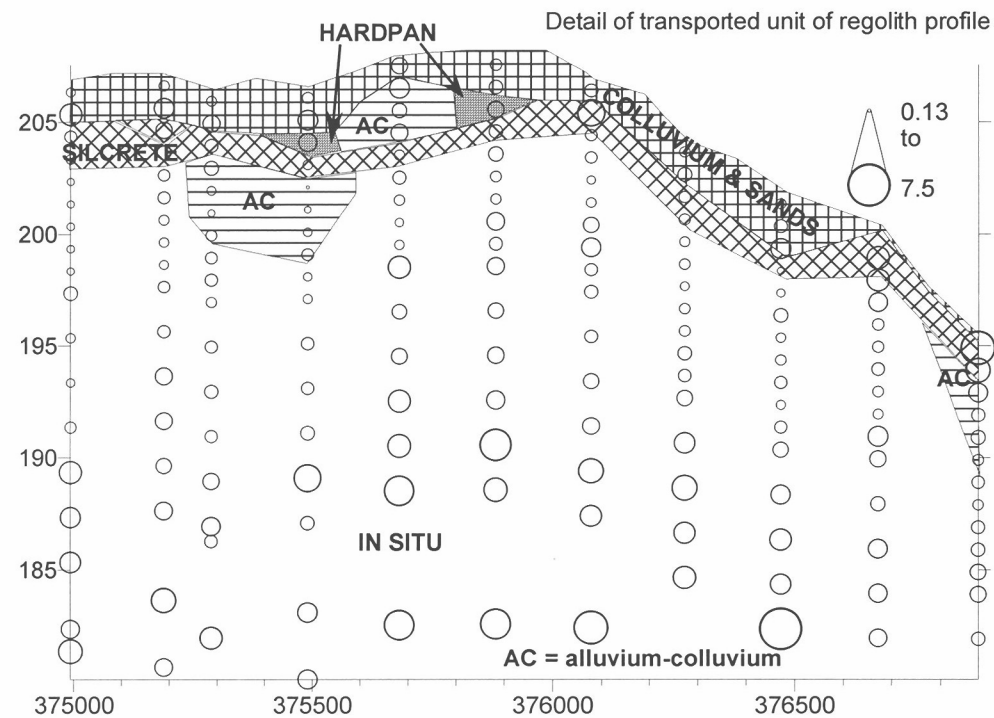 Detail of transported unit of regolith profile
HARDPAN
0.13
to
7.5
205
AC
COLLUVIUM & SANDS
SILCRETE
AC
200
195
AC
190
IN SITU
185
AC = alluvium-colluvium
375000
375500
376000
376500